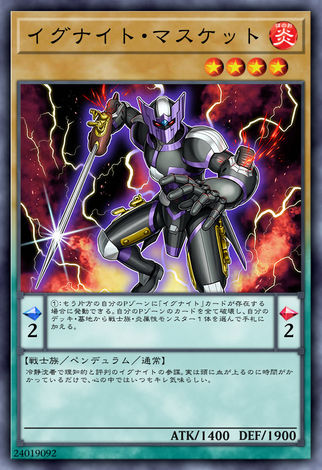 イグナイト・マスケット
ほのお
炎
①：もう片方の自分のPゾーンに「イグナイト」カードが存在する
場合に発動できる。自分のPゾーンのカードを全て破壊し、自分の
デッキ・墓地から戦士族・炎属性モンスター１体を選んで手札に
加える。
2
2
【戦士族／ペンデュラム／通常】
冷静沈着で理知的と評判のイグナイトの参謀。実は頭に血が上るのに時間がか
かっているだけで、心の中ではいつもキレ気味らしい。
ATK/1400 DEF/1900
24019092